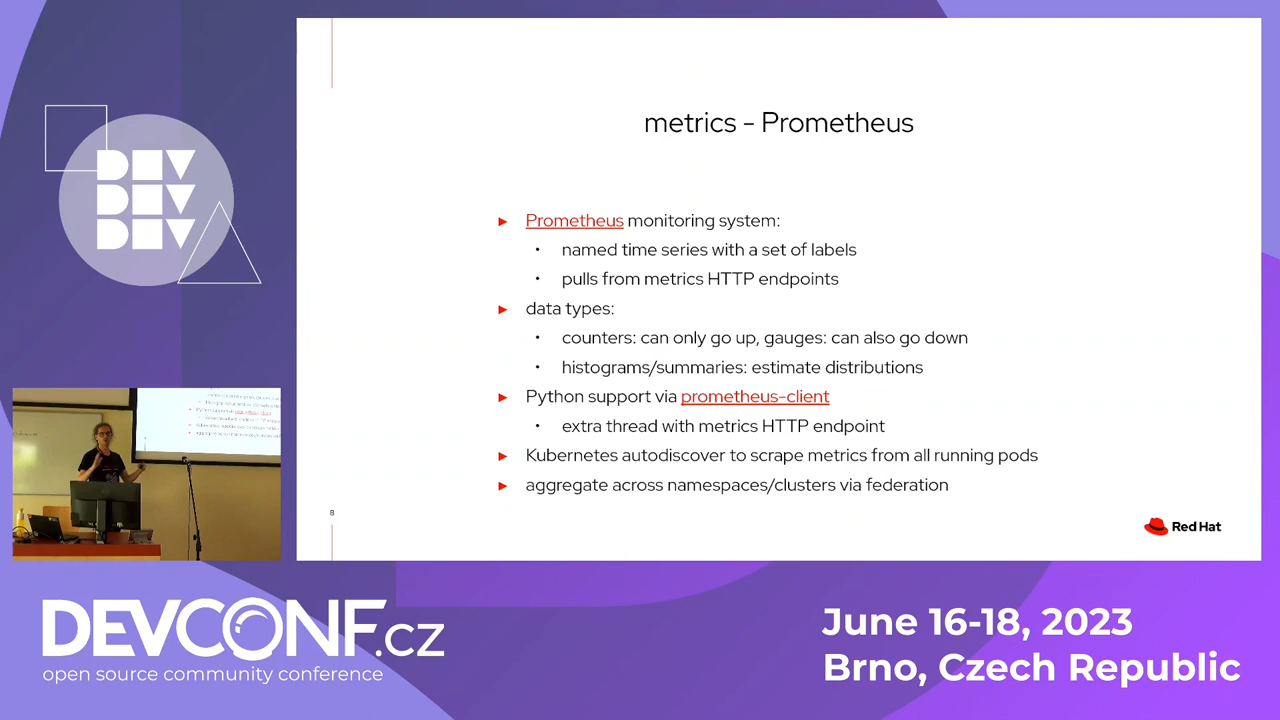 DEV
DEV
DEV
metrics - Prometheus
► Prometheus monitoring system:
• named time series with a set of labels
• pulls from metrics HTTP endpoints
► data types:
• counters: can only go up, gauges: can also go down
• histograms/summaries: estimate distributions
► Python support via prometheus-client
• extra thread with metrics HTTP endpoint
► Kubernetes autodiscover to scrape metrics from all running pods
► aggregate across namespaces/clusters via federation
8
Red Hat
DEVCONF.cz
open source community conference
June 16-18, 2023
Brno, Czech Republic